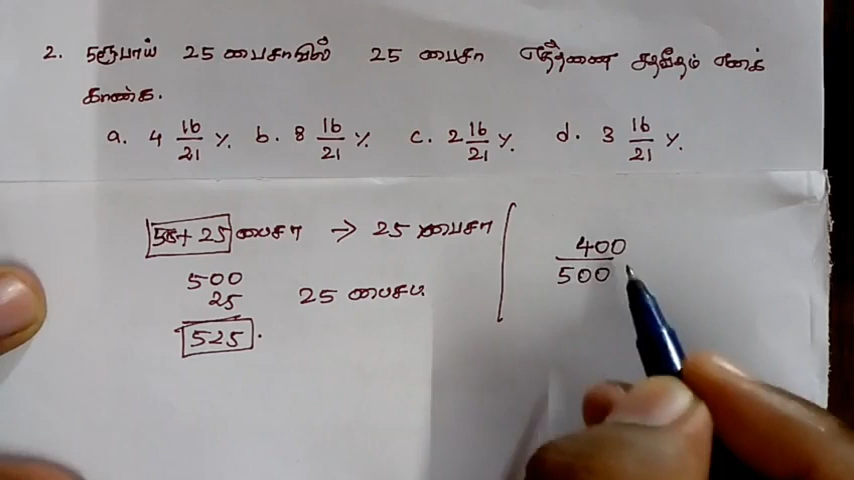 2. 5ரூபாய் 25 பைசாவில் 25 பைசா எத்தனை சதவீதம் எனக்
காண்க.
a. 4 16/21 %. b. 8 16/21 % c. 2 16/21 %. d. 3 16/21 %.
+ 25 பைசா → 25 பைசா
500
25 25 பைசா
525.
400
500